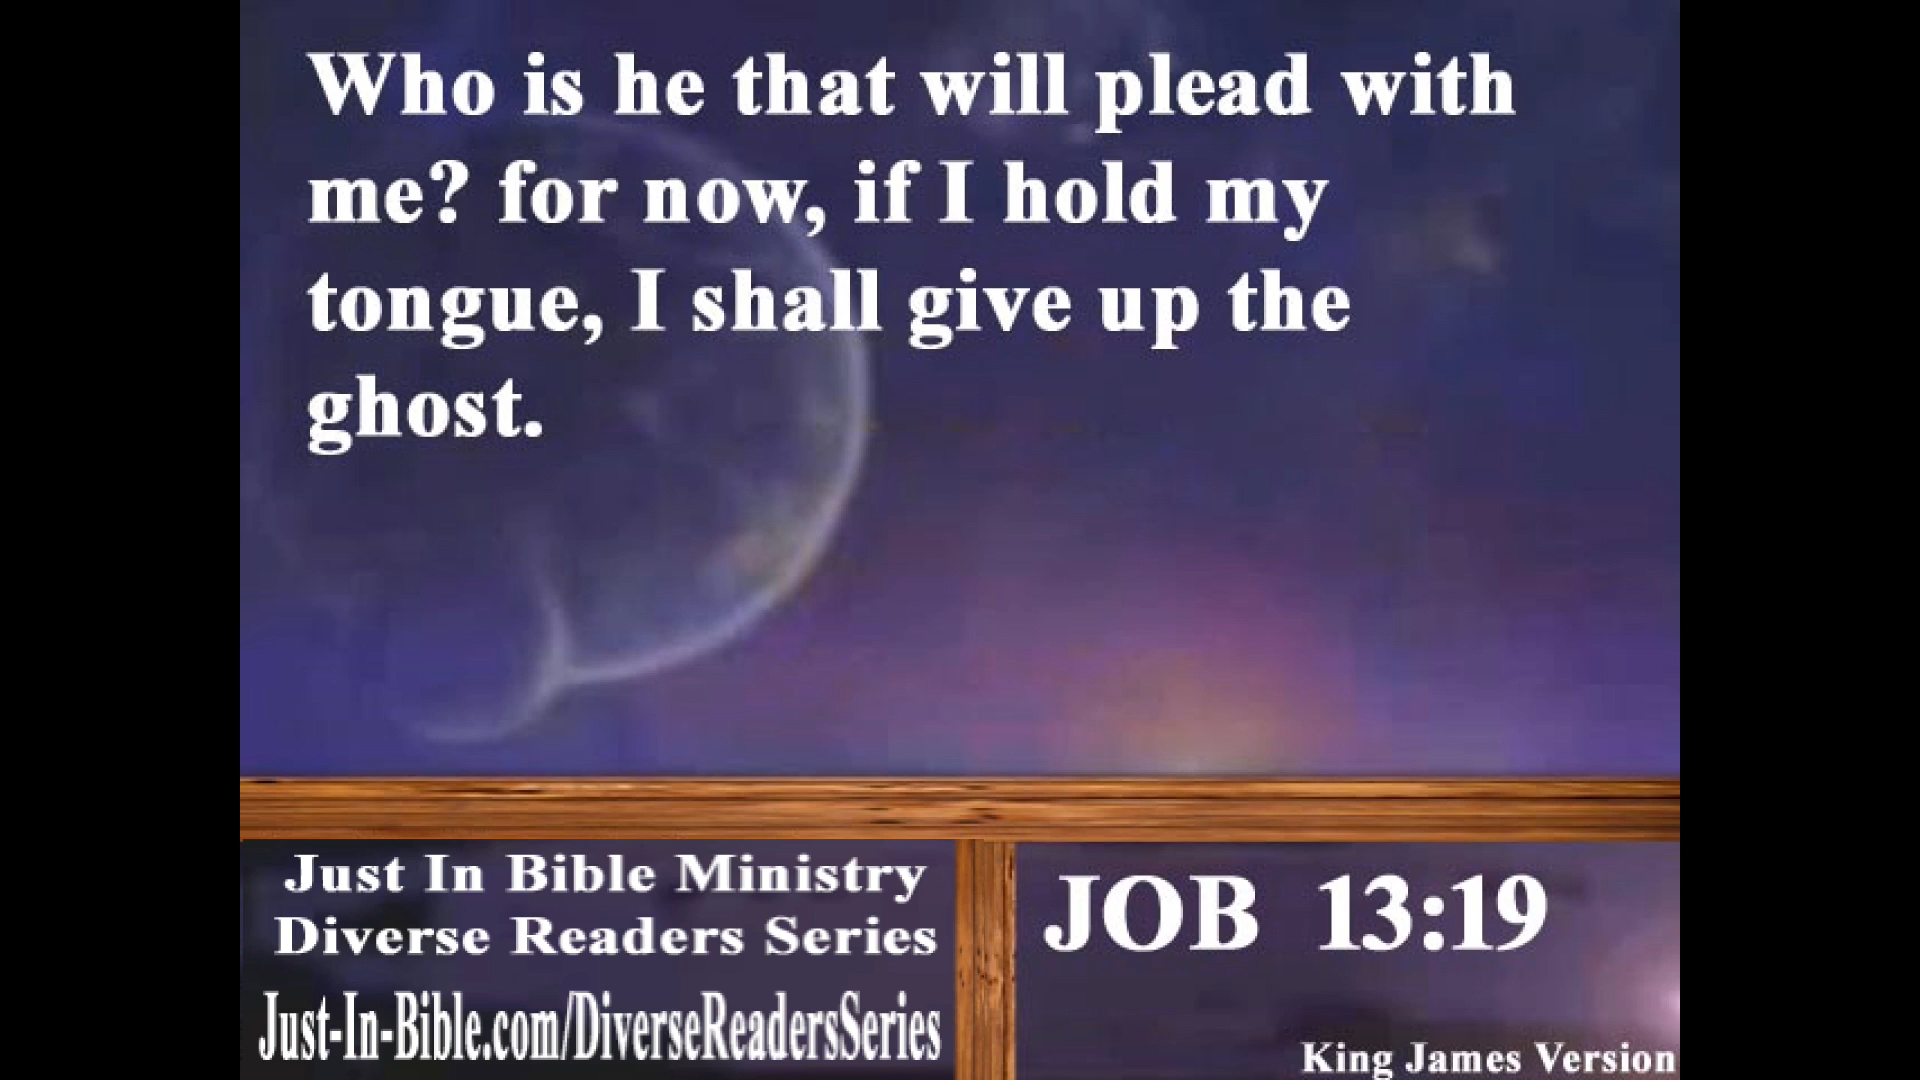 Who is he that will plead with
me? for now, if I hold my
tongue, I shall give up the
ghost.
Just In Bible Ministry
Diverse Readers Series
Just-In-Bible.com/DiverseReadersSeries
JOB 13:19
King James Version